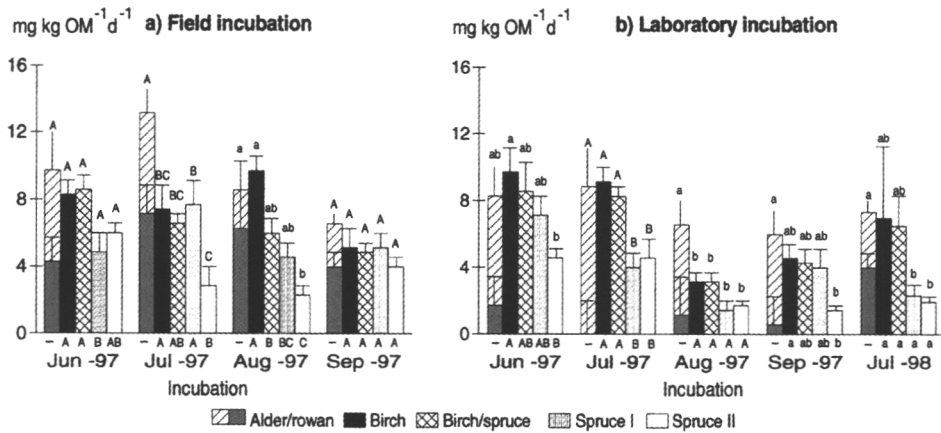 mg kg OM⁻¹d⁻¹ a) Field incubation
16
12
8
4
0
A A A A A
A BC BC B C
a a ab ab b
A A A A A
– A A B AB
– A AB A B
– A B BC C
– A A A A
Jun -97 Jul -97 Aug -97 Sep -97
Incubation
mg kg OM⁻¹d⁻¹ b) Laboratory incubation
16
12
8
4
0
ab a ab ab b
A A A B B
a b b b b
a ab ab ab b
a ab ab b b
– A AB AB B
– A A B B
– A A A A
– a ab ab b
– a a a a
Jun -97 Jul -97 Aug -97 Sep -97 Jul -98
Incubation
Alder/rowan Birch Birch/spruce Spruce I Spruce II